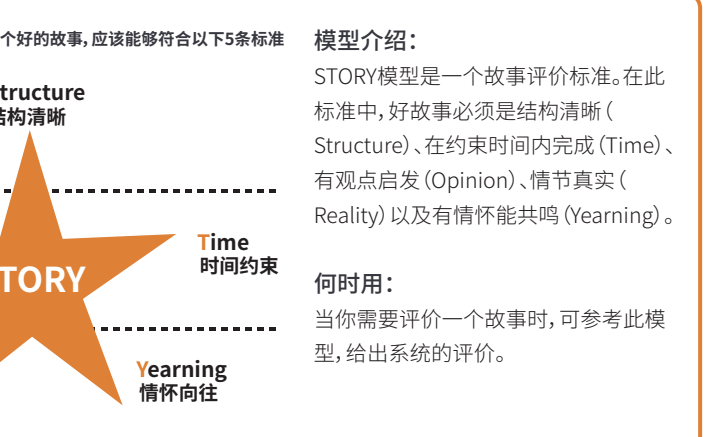 个好的故事,应该能够符合以下5条标准
tructure
结构清晰
Time
时间约束
TORY
Yearning
情怀向往
模型介绍：
STORY模型是一个故事评价标准。在此
标准中,好故事必须是结构清晰（
Structure）、在约束时间内完成（Time）、
有观点启发（Opinion）、情节真实（
Reality）以及有情怀能共鸣（Yearning）。
何时用：
当你需要评价一个故事时,可参考此模
型,给出系统的评价。